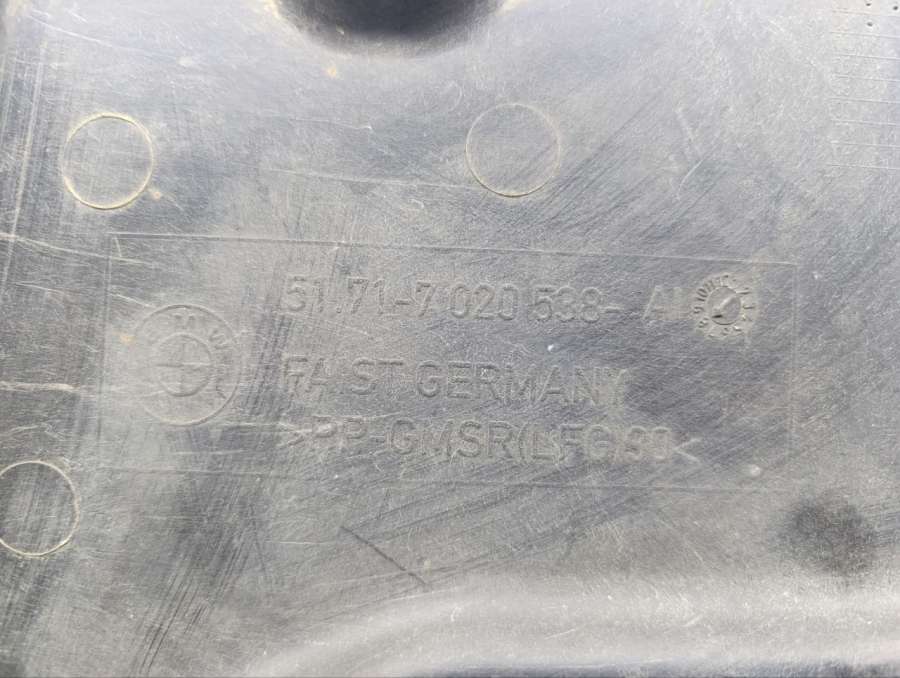 51.71-7 020 538- AI
FA.ST GERMANY
>PP-GMSR(LFG)30<